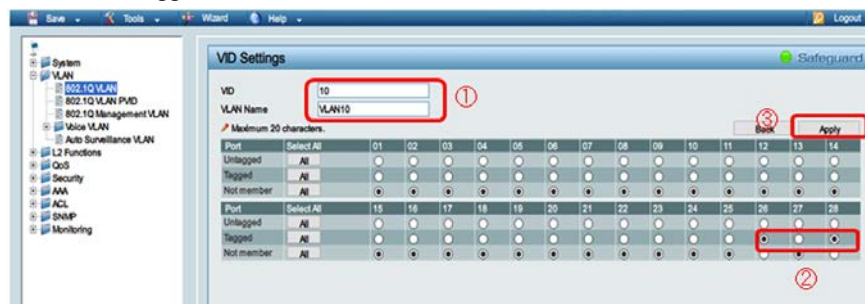 Save Tools Wizard Help Logout
System
VLAN
802.1Q VLAN
802.1Q VLAN PVID
802.1Q Management VLAN
Voice VLAN
Auto Surveillance VLAN
L2 Functions
QoS
Security
AAA
ACL
SNMP
Monitoring
VID Settings Safeguard
VID 10
VLAN Name VLAN10
①
Maximum 20 characters.
③
Back Apply
Port Select All 01 02 03 04 05 06 07 08 09 10 11 12 13 14
Untagged All
Tagged All
Not member All
Port Select All 15 16 17 18 19 20 21 22 23 24 25 26 27 28
Untagged All
Tagged All
Not member All
②